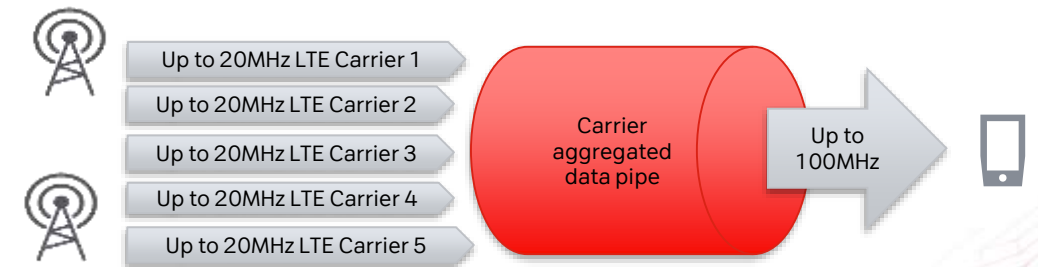 Up to 20MHz LTE Carrier 1
Up to 20MHz LTE Carrier 2
Up to 20MHz LTE Carrier 3
Up to 20MHz LTE Carrier 4
Up to 20MHz LTE Carrier 5
Carrier
aggregated
data pipe
Up to
100MHz